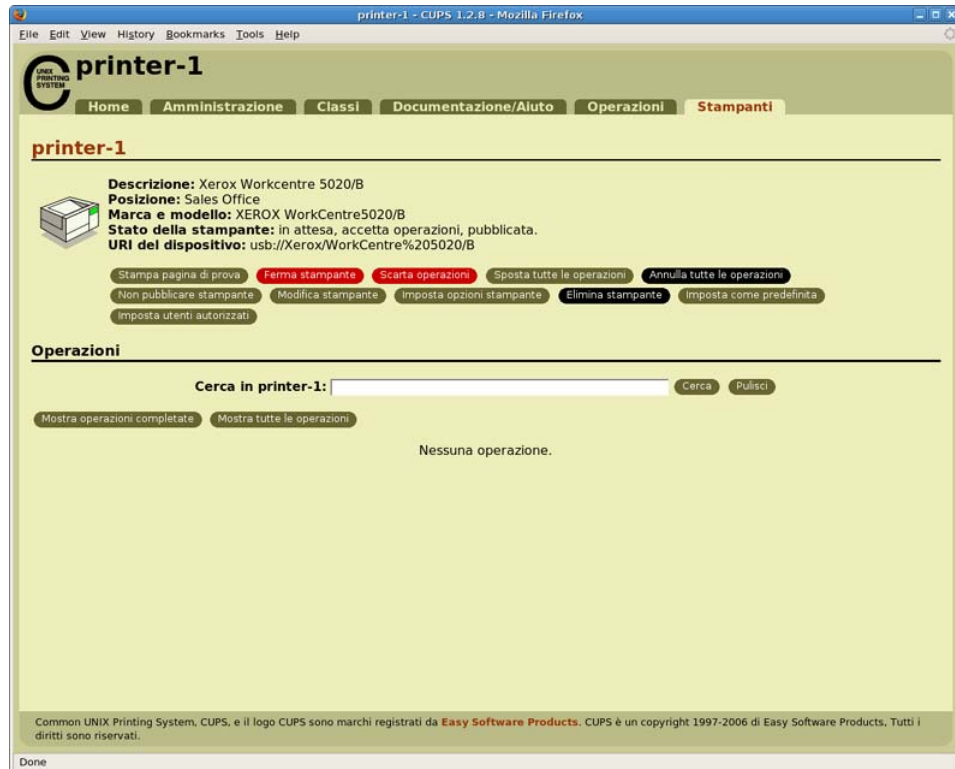 printer-1 - CUPS 1.2.8 - Mozilla Firefox
File Edit View History Bookmarks Tools Help
UNIX
PRINTING
SYSTEM
printer-1
Home Amministrazione Classi Documentazione/Aiuto Operazioni Stampanti
printer-1
Descrizione: Xerox Workcentre 5020/B
Posizione: Sales Office
Marca e modello: XEROX WorkCentre5020/B
Stato della stampante: in attesa, accetta operazioni, pubblicata.
URI del dispositivo: usb://Xerox/WorkCentre%205020/B
Stampa pagina di prova Ferma stampante Scarta operazioni Sposta tutte le operazioni Annulla tutte le operazioni
Non pubblicare stampante Modifica stampante Imposta opzioni stampante Elimina stampante Imposta come predefinita
Imposta utenti autorizzati
Operazioni
Cerca in printer-1: Cerca Pulisci
Mostra operazioni completate Mostra tutte le operazioni
Nessuna operazione.
Common UNIX Printing System, CUPS, e il logo CUPS sono marchi registrati da Easy Software Products. CUPS è un copyright 1997-2006 di Easy Software Products, Tutti i
diritti sono riservati.
Done